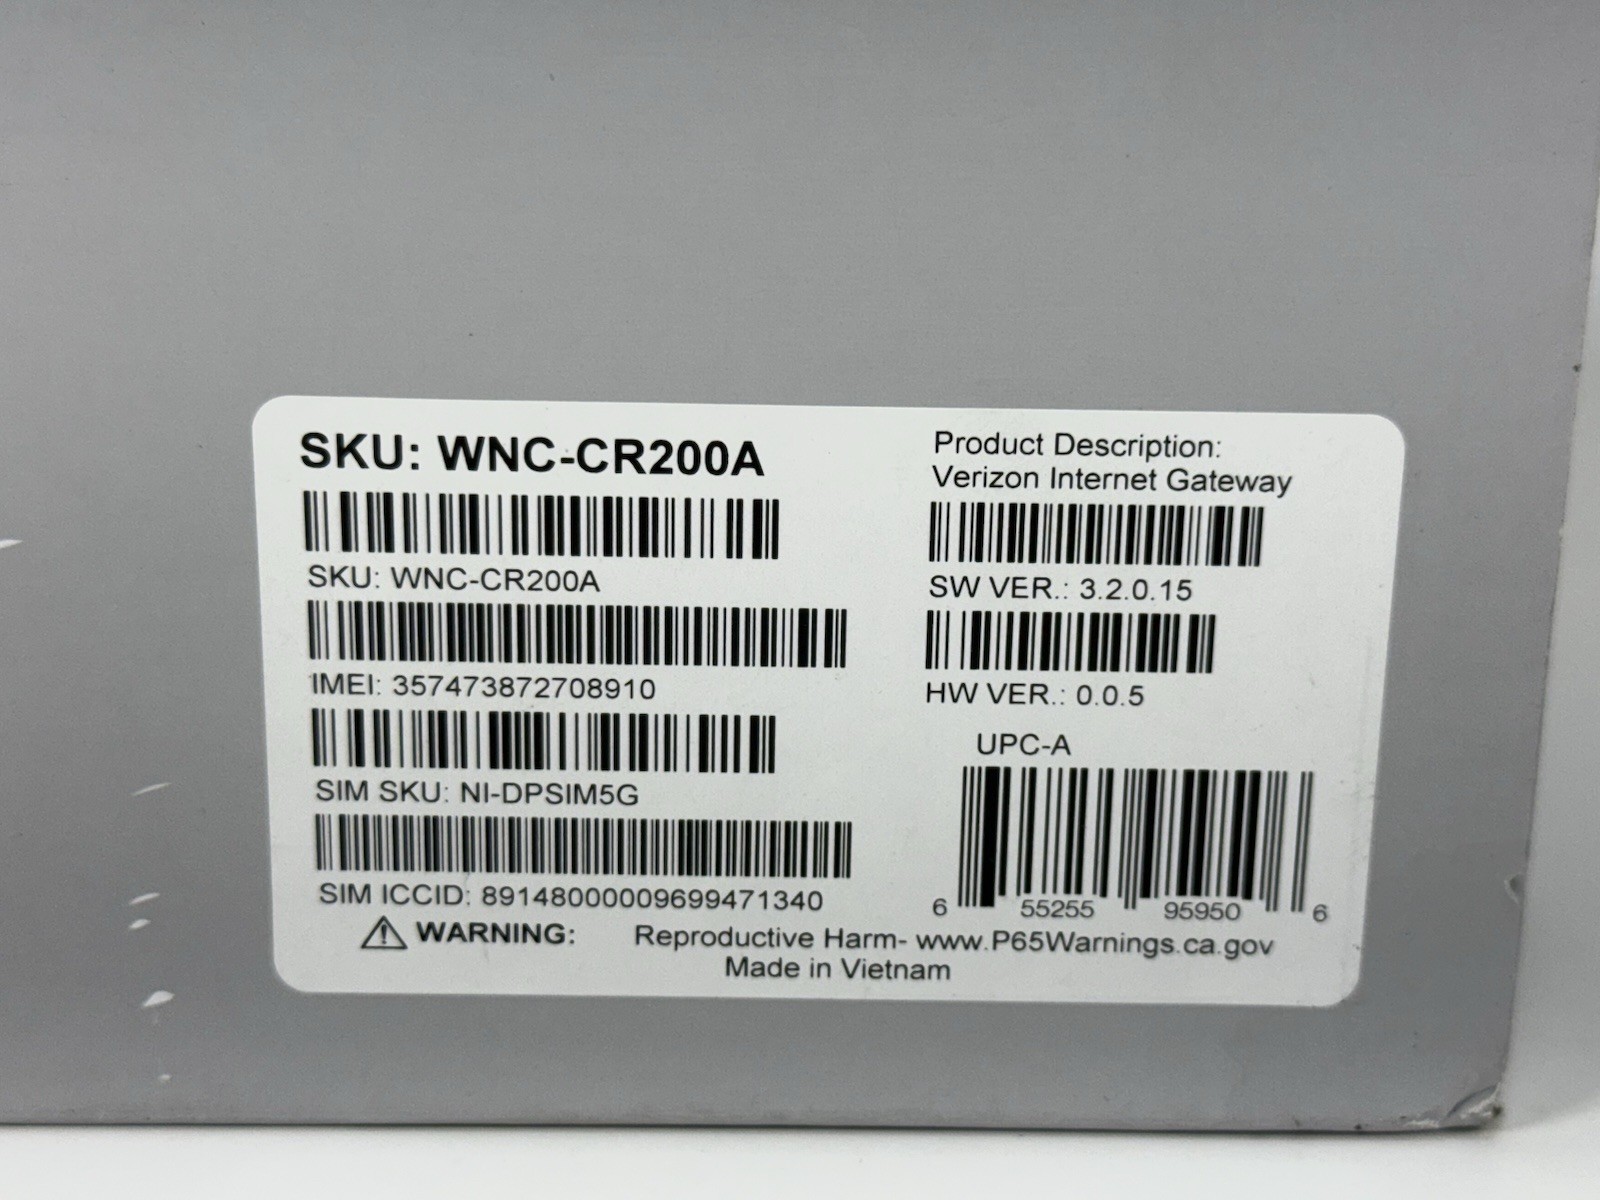 SKU: WNC-CR200A
SKU: WNC-CR200A
IMEI: 357473872708910
SIM SKU: NI-DPSIM5G
SIM ICCID: 89148000009699471340
Product Description:
Verizon Internet Gateway
SW VER.: 3.2.0.15
HW VER.: 0.0.5
UPC-A
6 55255 95950 6
WARNING: Reproductive Harm- www.P65Warnings.ca.gov
Made in Vietnam